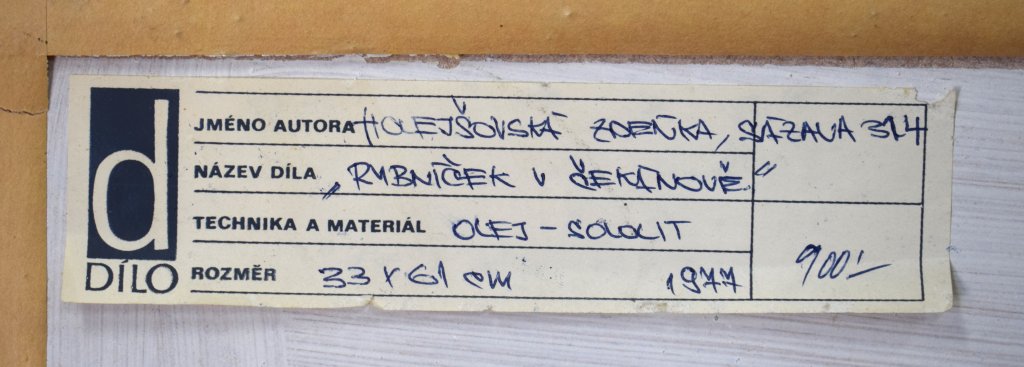 d
DÍLO
JMÉNO AUTORA HOLEJŠOVSKÁ ZDEŇKA, SÁZAVA 314
NÁZEV DÍLA „RYBNÍČEK V ČEKÁNOVĚ“
TECHNIKA A MATERIÁL OLEJ - SOLOLIT
ROZMĚR 33 x 61 cm 1977
900,-